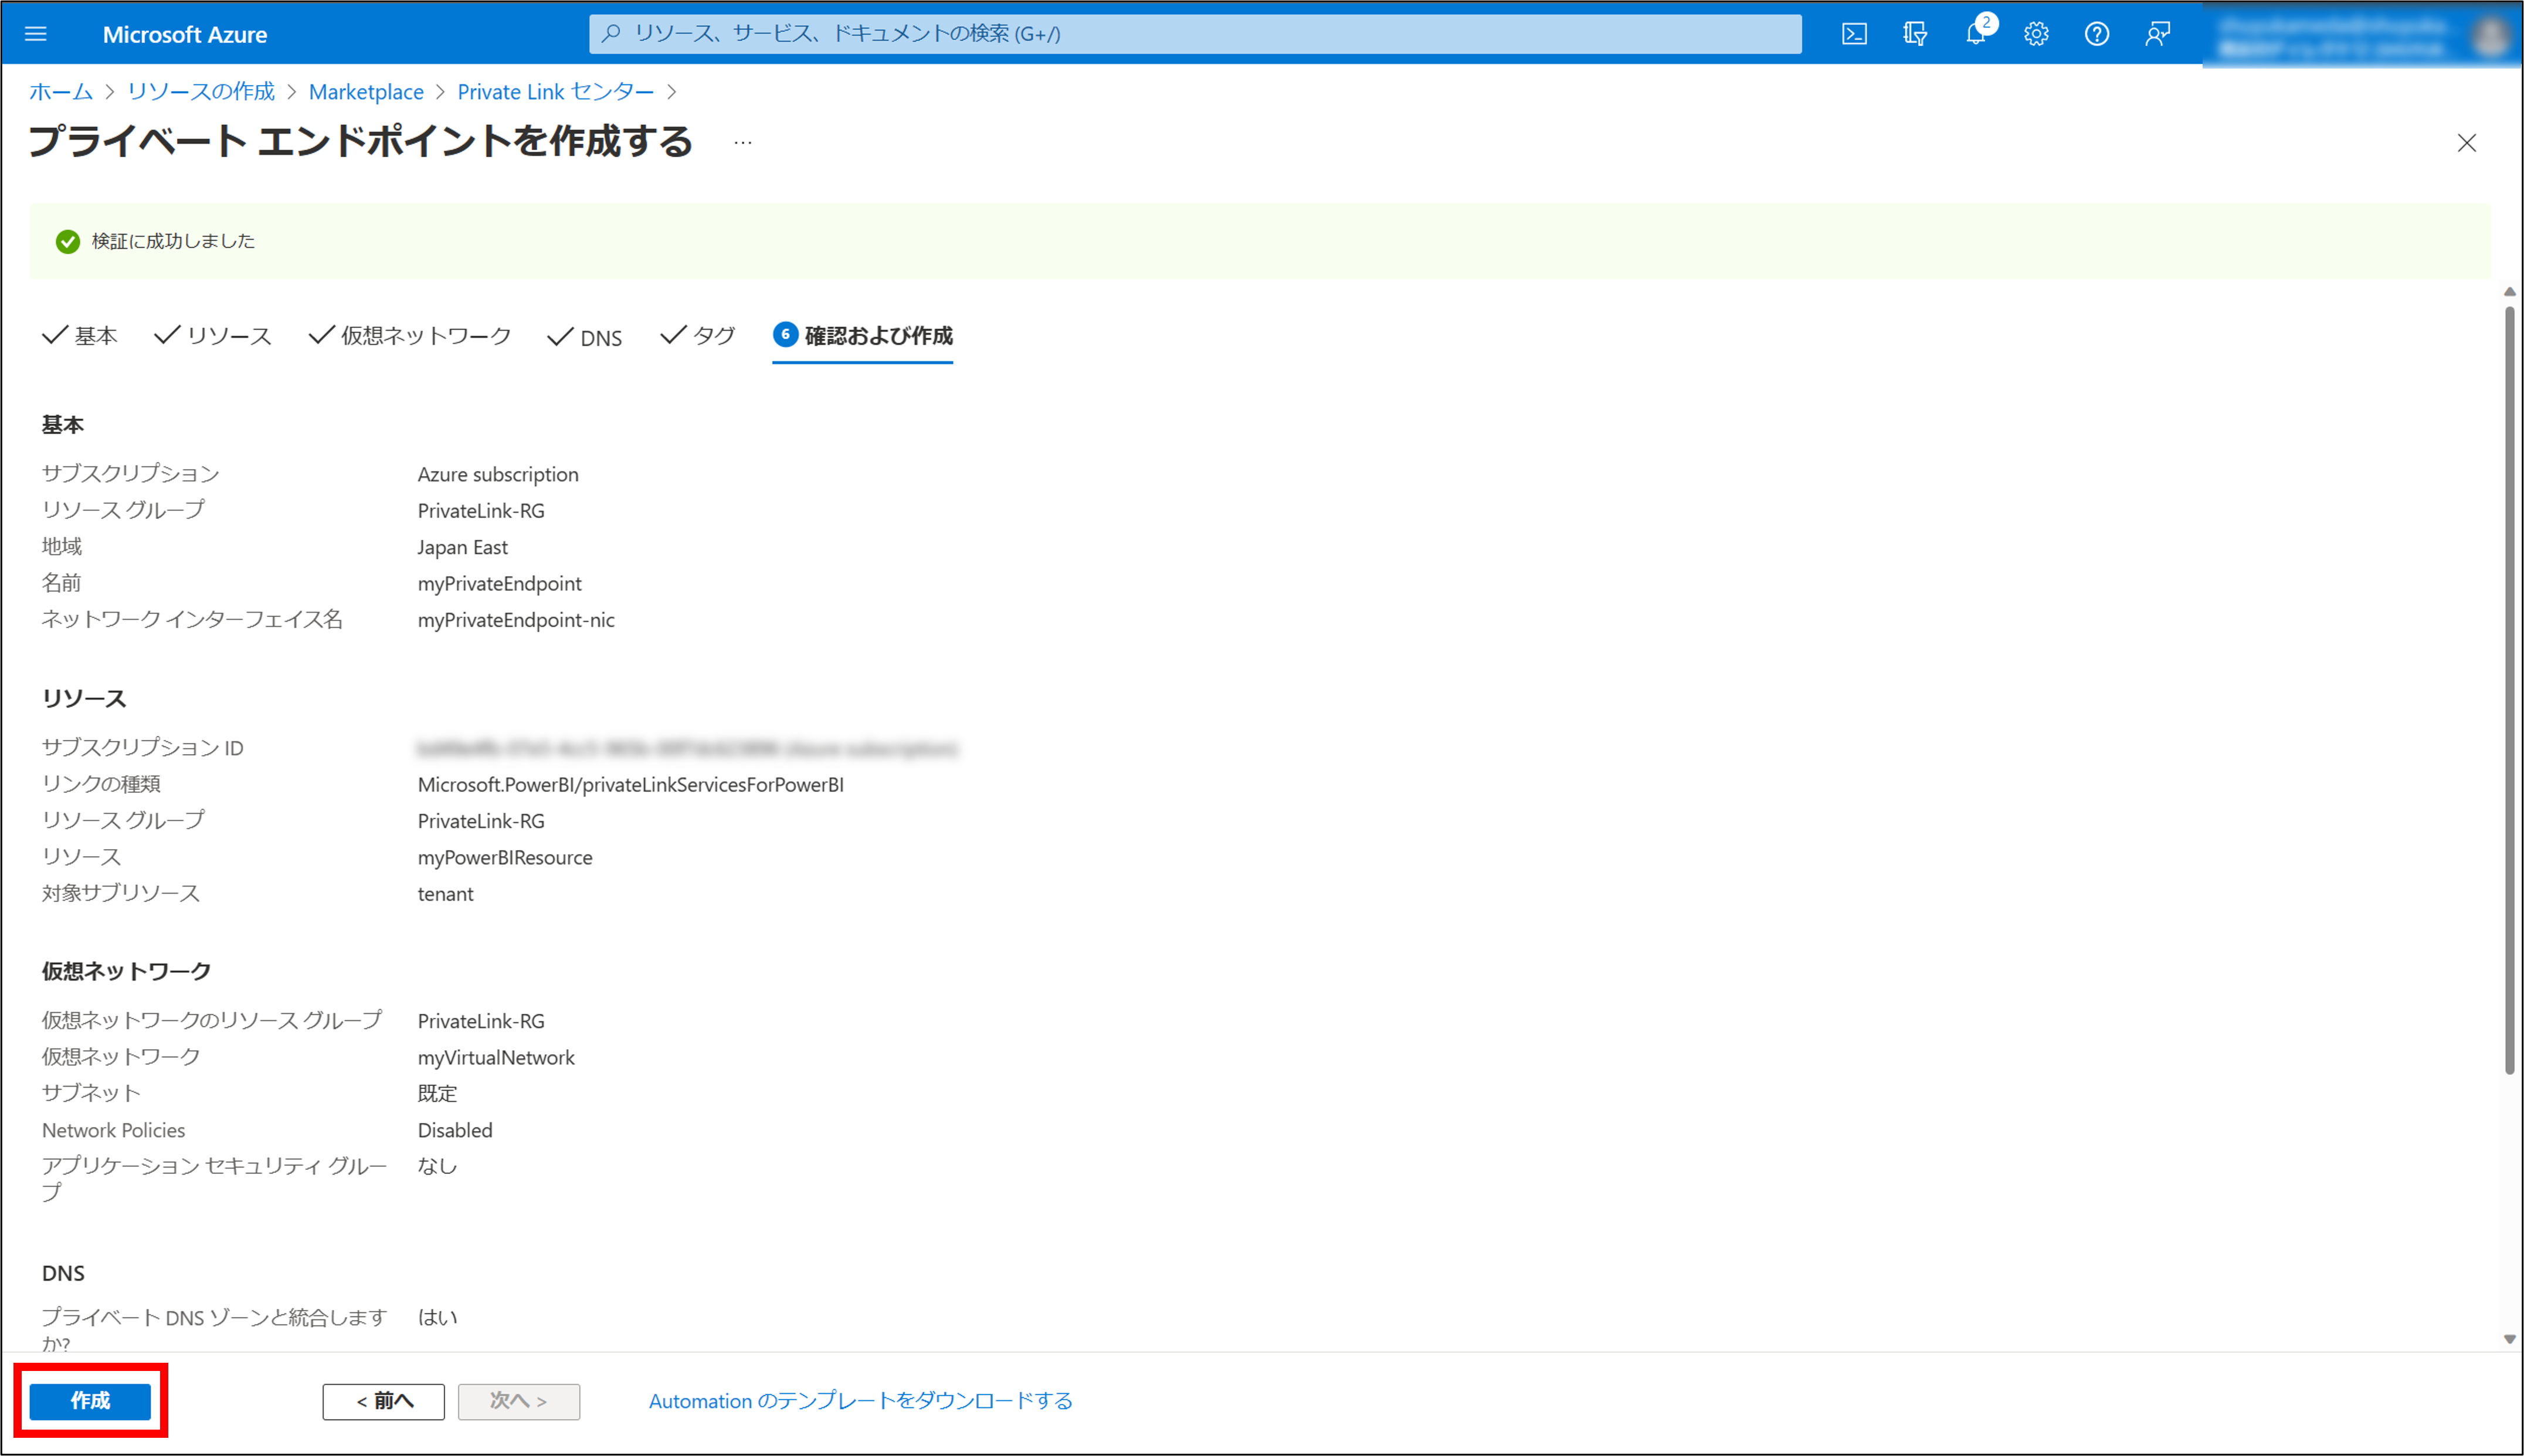 Microsoft Azure
リソース、サービス、ドキュメントの検索 (G+/)
2
ホーム > リソースの作成 > Marketplace > Private Link センター >
プライベート エンドポイントを作成する ...
検証に成功しました
基本 リソース 仮想ネットワーク DNS タグ 6 確認および作成
基本
サブスクリプション Azure subscription
リソース グループ PrivateLink-RG
地域 Japan East
名前 myPrivateEndpoint
ネットワーク インターフェイス名 myPrivateEndpoint-nic
リソース
サブスクリプション ID
リンクの種類 Microsoft.PowerBI/privateLinkServicesForPowerBI
リソース グループ PrivateLink-RG
リソース myPowerBIResource
対象サブリソース tenant
仮想ネットワーク
仮想ネットワークのリソース グループ PrivateLink-RG
仮想ネットワーク myVirtualNetwork
サブネット 既定
Network Policies Disabled
アプリケーション セキュリティ グルー なし
プ
DNS
プライベート DNS ゾーンと統合します はい
か?
作成 < 前へ 次へ > Automation のテンプレートをダウンロードする